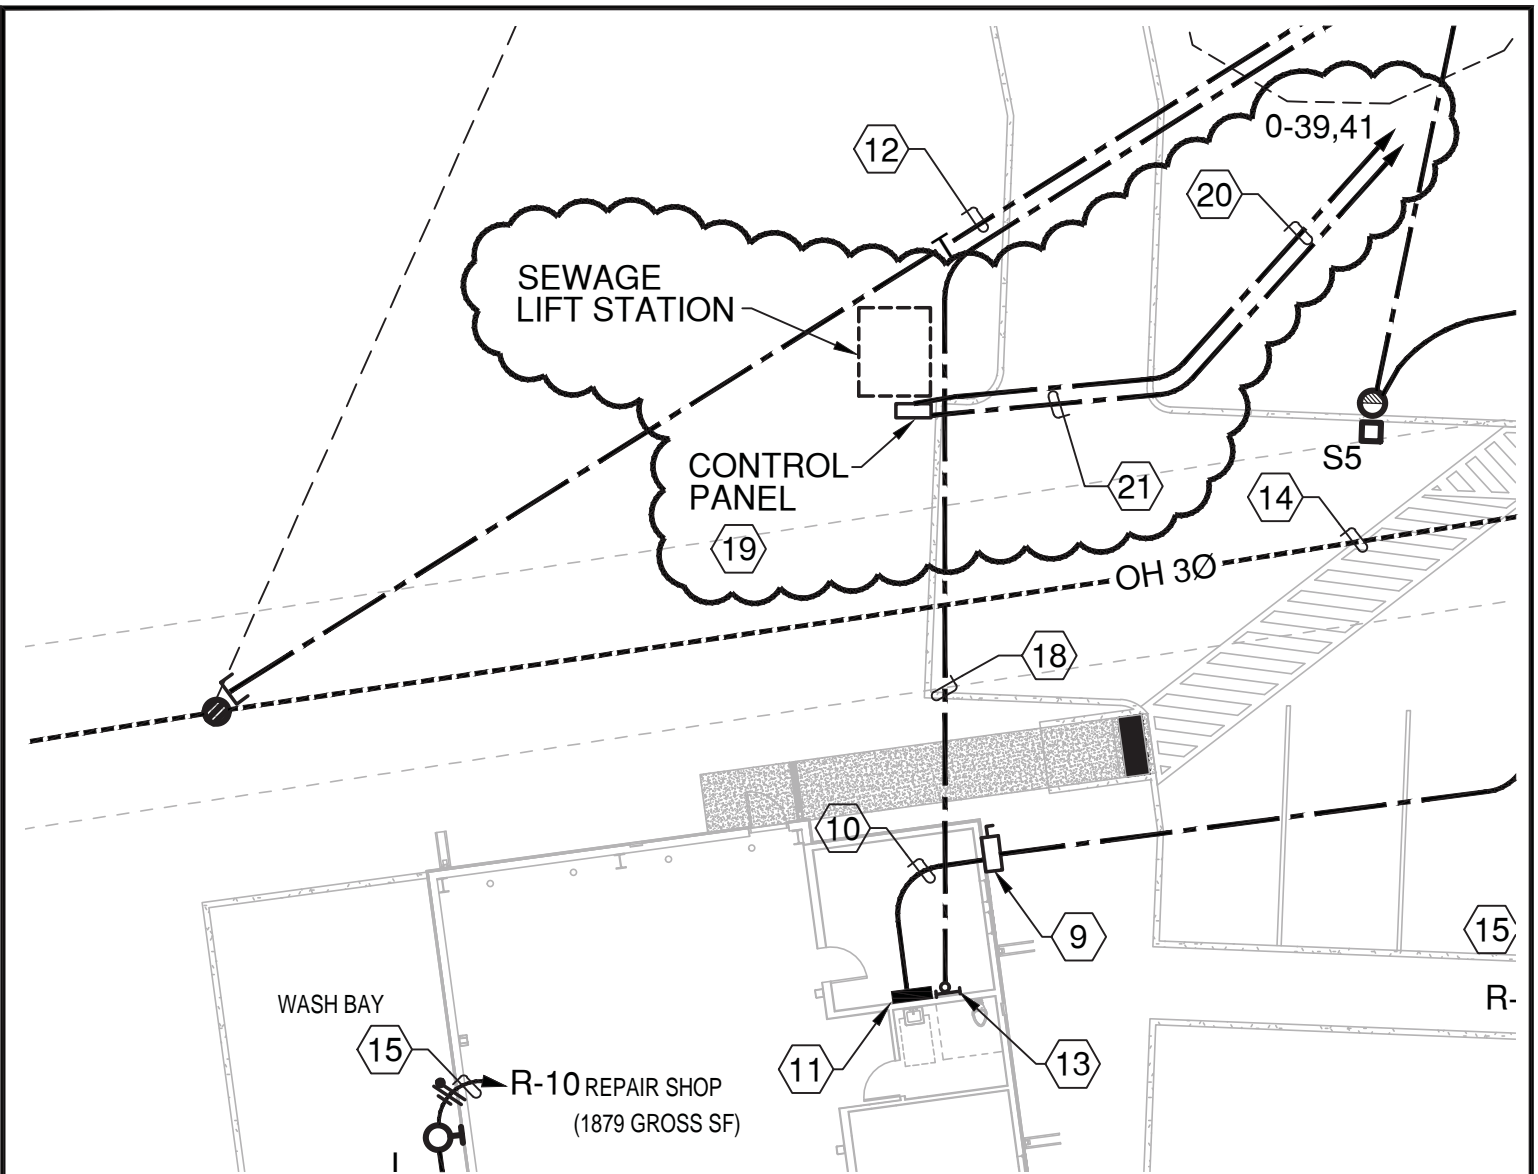 0-39,41
12
20
SEWAGE
LIFT STATION
CONTROL
PANEL
21
S5
14
19
OH 3Ø
18
10
9
15
WASH BAY
R-
15
11
13
R-10 REPAIR SHOP
(1879 GROSS SF)